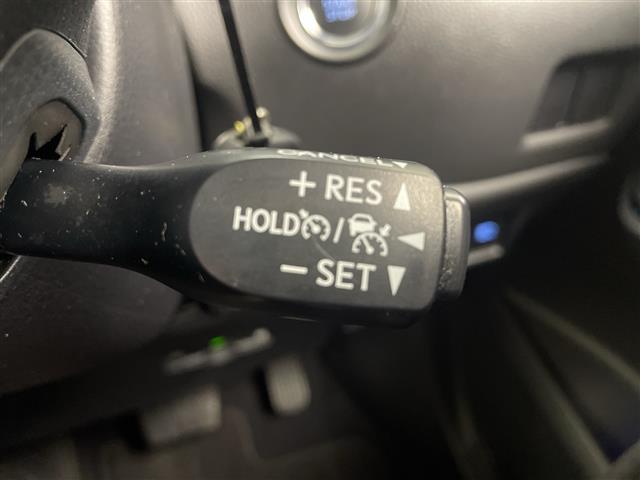 CANCEL
+ RES
HOLD /
− SET